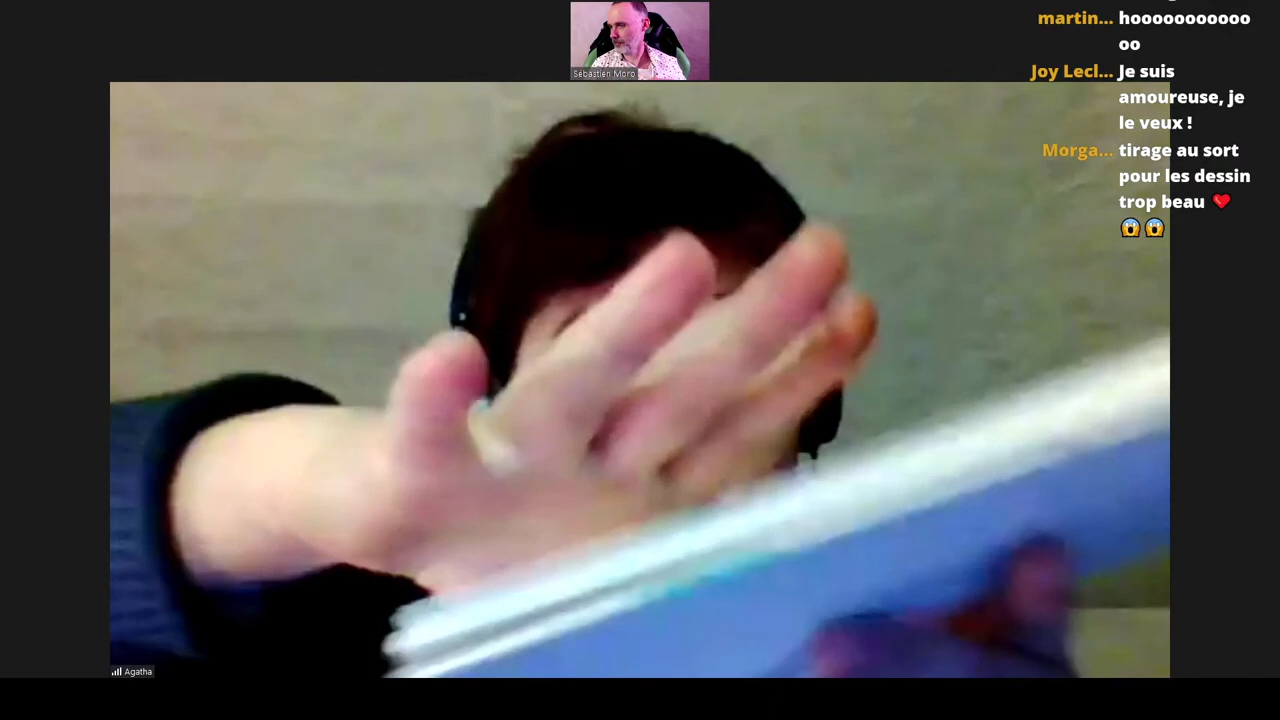 Sébastien Moro
martin... hooooooooooo
oo
Joy Lecl... Je suis
amoureuse, je
le veux !
Morga... tirage au sort
pour les dessin
trop beau ❤️
😱😱
Agatha